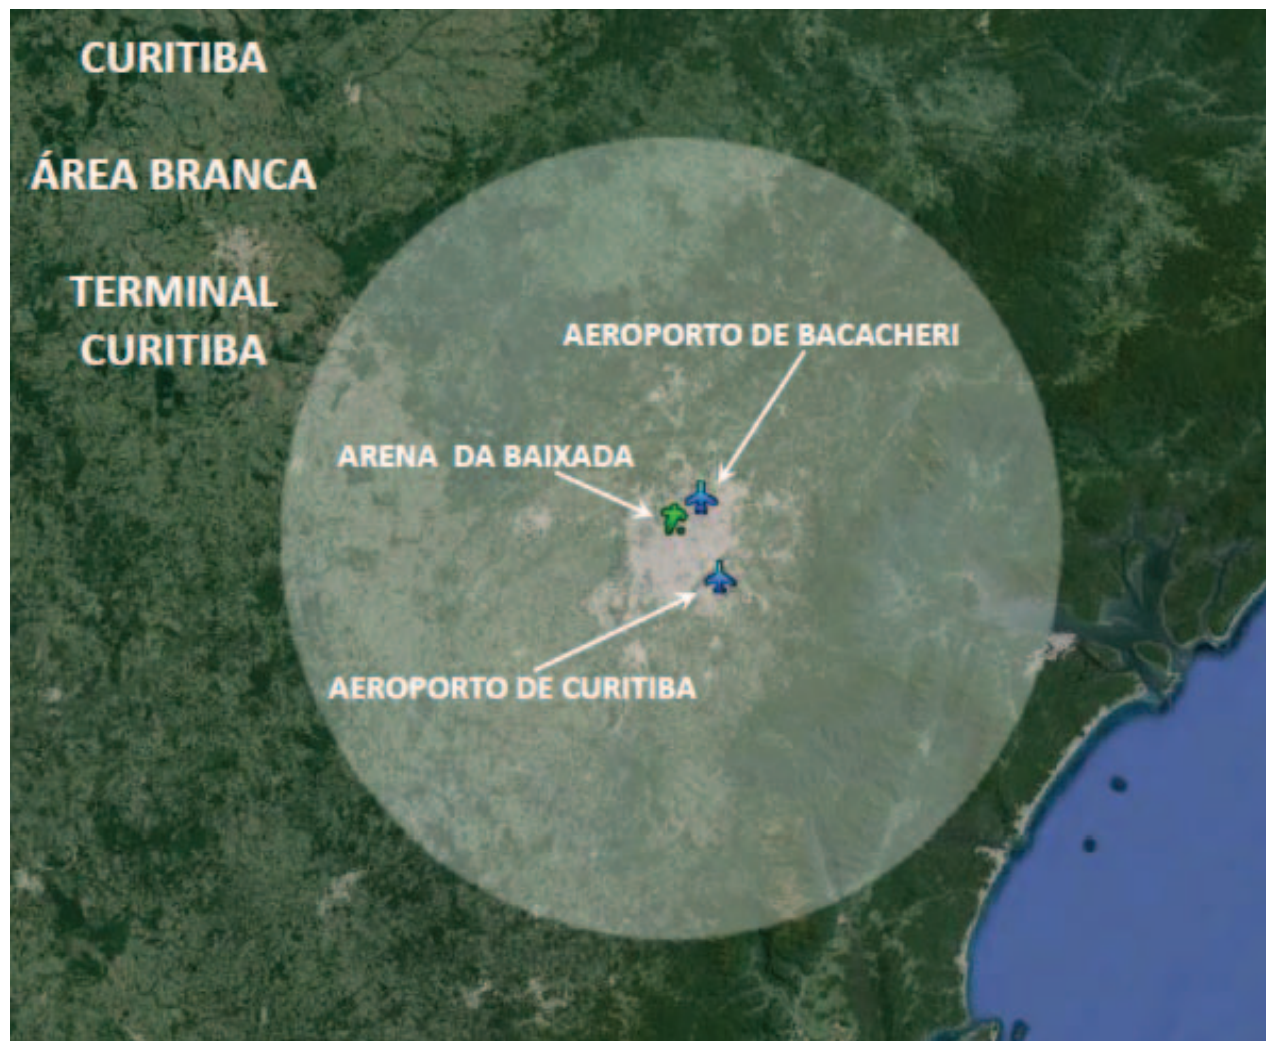 CURITIBA
ÁREA BRANCA
TERMINAL
CURITIBA
AEROPORTO DE BACACHERI
ARENA DA BAIXADA
AEROPORTO DE CURITIBA